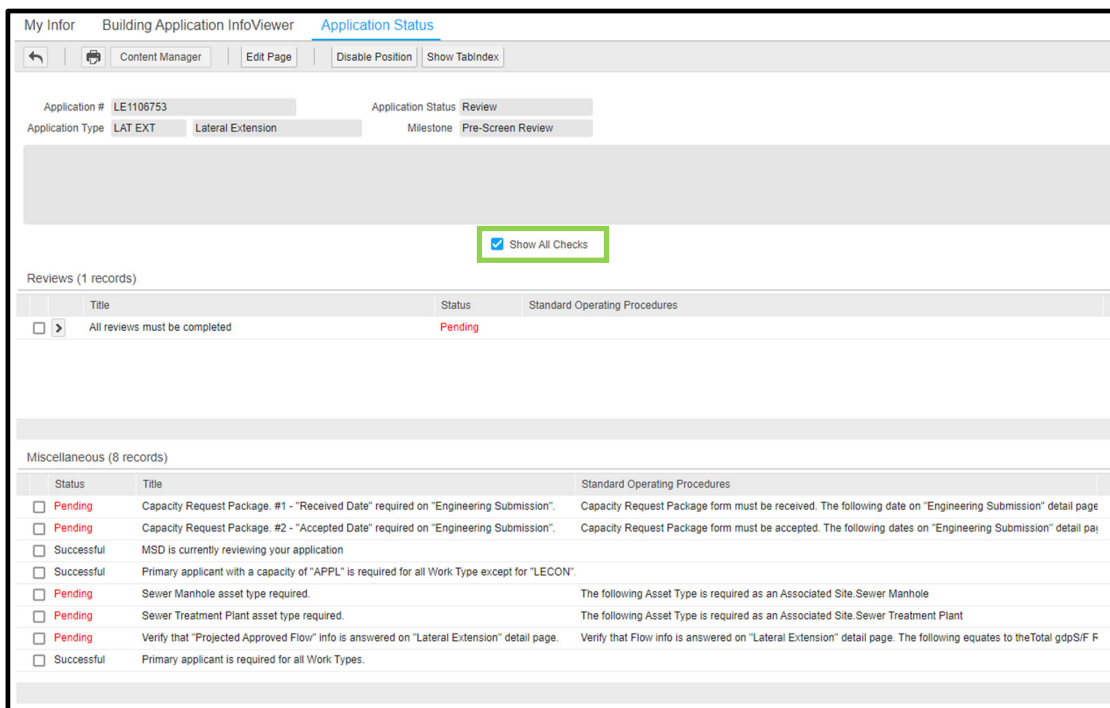 My Infor Building Application InfoViewer Application Status
Content Manager Edit Page Disable Position Show TabIndex
Application # LE1106753 Application Status Review
Application Type LAT EXT Lateral Extension Milestone Pre-Screen Review
Show All Checks
Reviews (1 records)
Title Status Standard Operating Procedures
All reviews must be completed Pending
Miscellaneous (8 records)
Status Title Standard Operating Procedures
Pending Capacity Request Package. #1 - "Received Date" required on "Engineering Submission". Capacity Request Package form must be received. The following date on "Engineering Submission" detail page
Pending Capacity Request Package. #2 - "Accepted Date" required on "Engineering Submission". Capacity Request Package form must be accepted. The following dates on "Engineering Submission" detail pa
Successful MSD is currently reviewing your application
Successful Primary applicant with a capacity of "APPL" is required for all Work Type except for "LECON".
Pending Sewer Manhole asset type required. The following Asset Type is required as an Associated Site.Sewer Manhole
Pending Sewer Treatment Plant asset type required. The following Asset Type is required as an Associated Site.Sewer Treatment Plant
Pending Verify that "Projected Approved Flow" info is answered on "Lateral Extension" detail page. Verify that Flow info is answered on "Lateral Extension" detail page. The following equates to theTotal gdpS/F R
Successful Primary applicant is required for all Work Types.